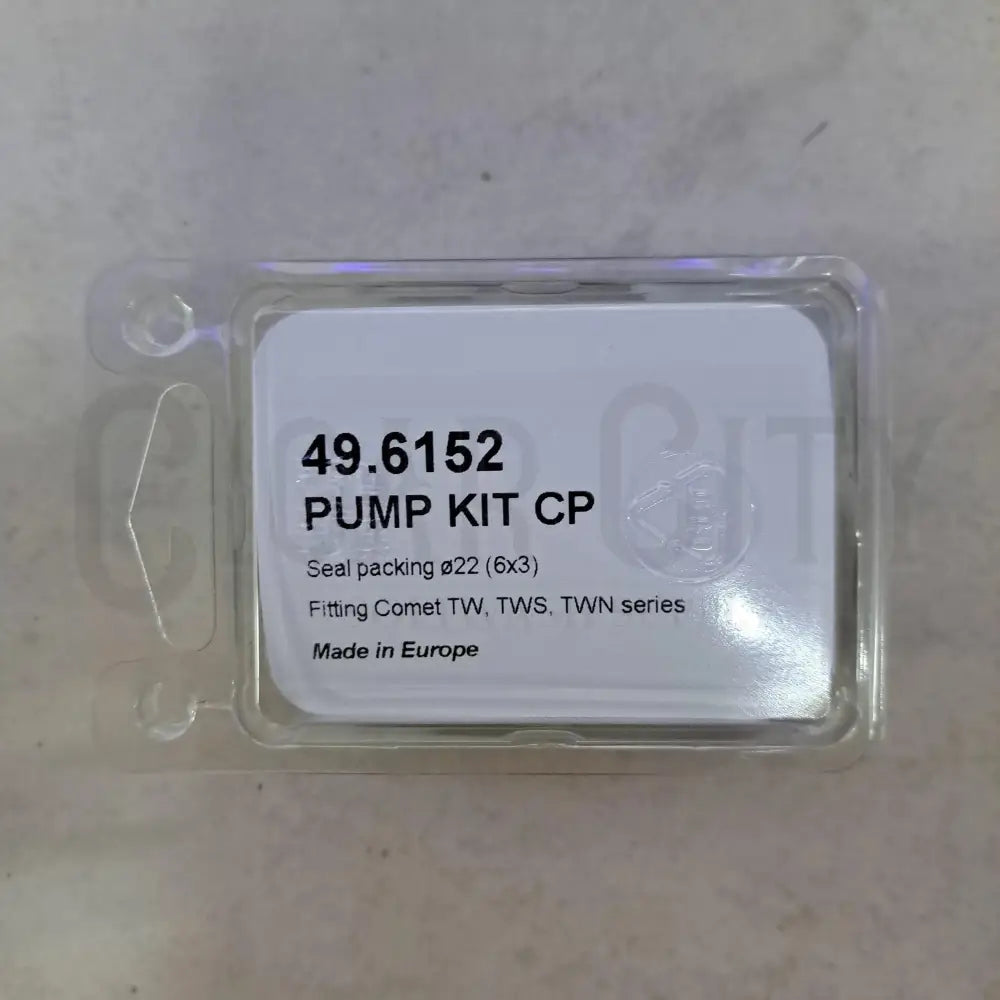 49.6152
PUMP KIT CP
Seal packing ø22 (6x3)
Fitting Comet TW, TWS, TWN series
Made in Europe